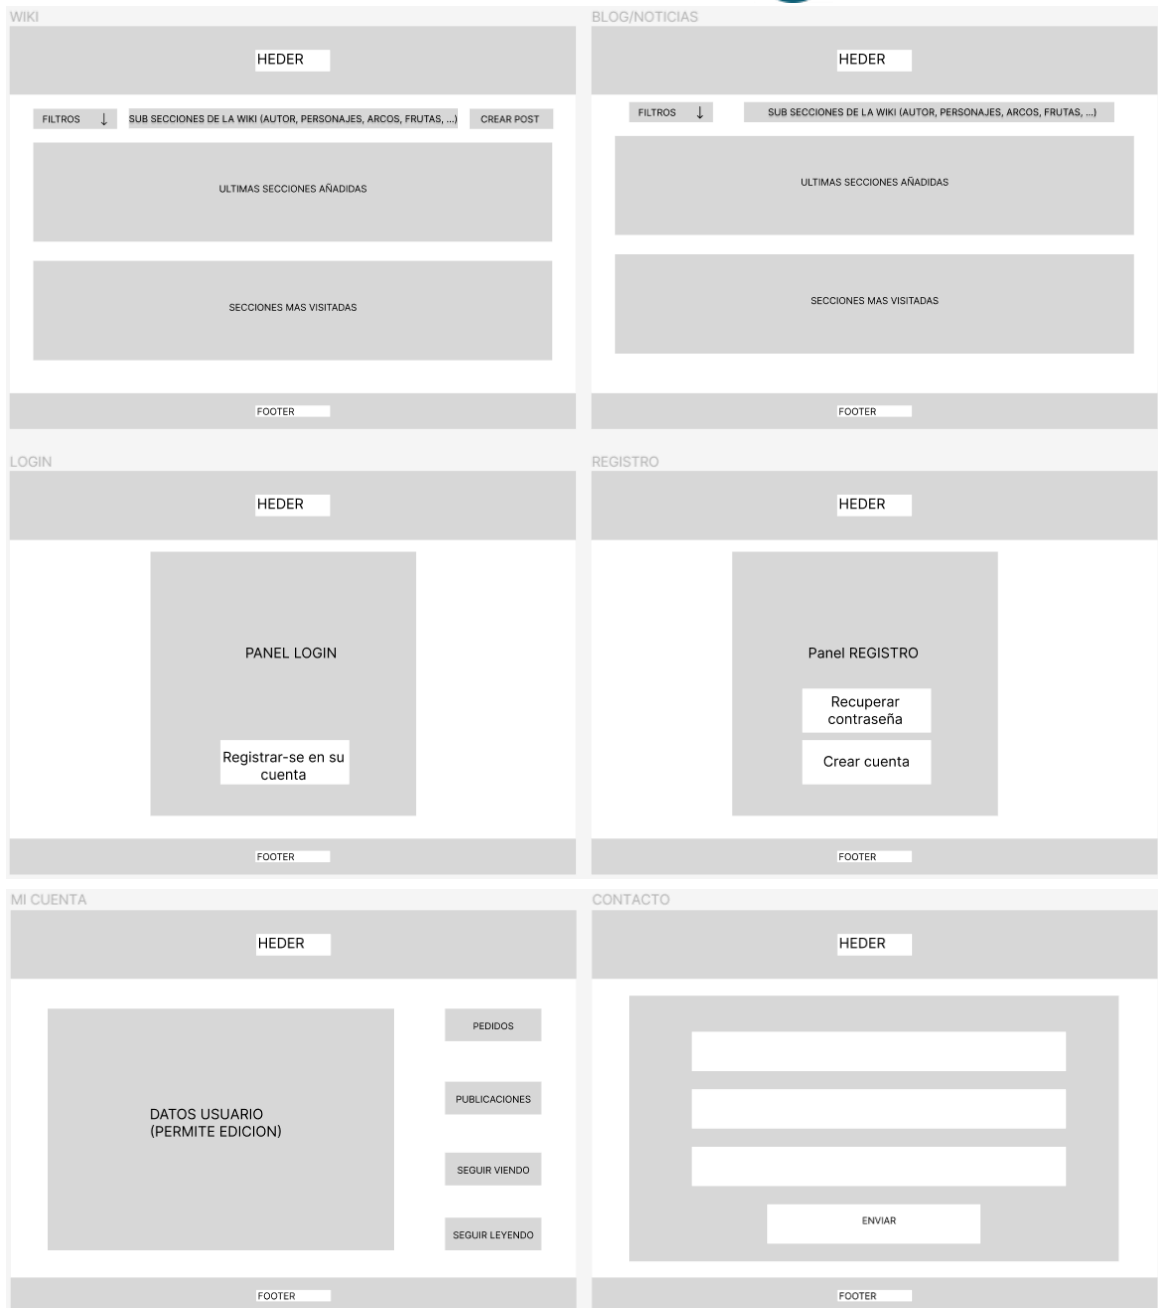 WIKI
HEDER
FILTROS ↓ SUB SECCIONES DE LA WIKI (AUTOR, PERSONAJES, ARCOS, FRUTAS, ...) CREAR POST
ULTIMAS SECCIONES AÑADIDAS
SECCIONES MAS VISITADAS
FOOTER
BLOG/NOTICIAS
HEDER
FILTROS ↓ SUB SECCIONES DE LA WIKI (AUTOR, PERSONAJES, ARCOS, FRUTAS, ...)
ULTIMAS SECCIONES AÑADIDAS
SECCIONES MAS VISITADAS
FOOTER
LOGIN
HEDER
PANEL LOGIN
Registrar-se en su
cuenta
FOOTER
REGISTRO
HEDER
Panel REGISTRO
Recuperar
contraseña
Crear cuenta
FOOTER
MI CUENTA
HEDER
DATOS USUARIO
(PERMITE EDICION)
PEDIDOS
PUBLICACIONES
SEGUIR VIENDO
SEGUIR LEYENDO
FOOTER
CONTACTO
HEDER
ENVIAR
FOOTER